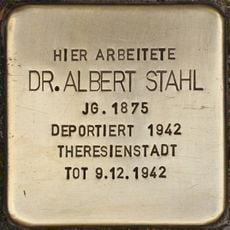 HIER ARBEITETE
DR. ALBERT STAHL
JG. 1875
DEPORTIERT 1942
THERESIENSTADT
TOT 9.12.1942